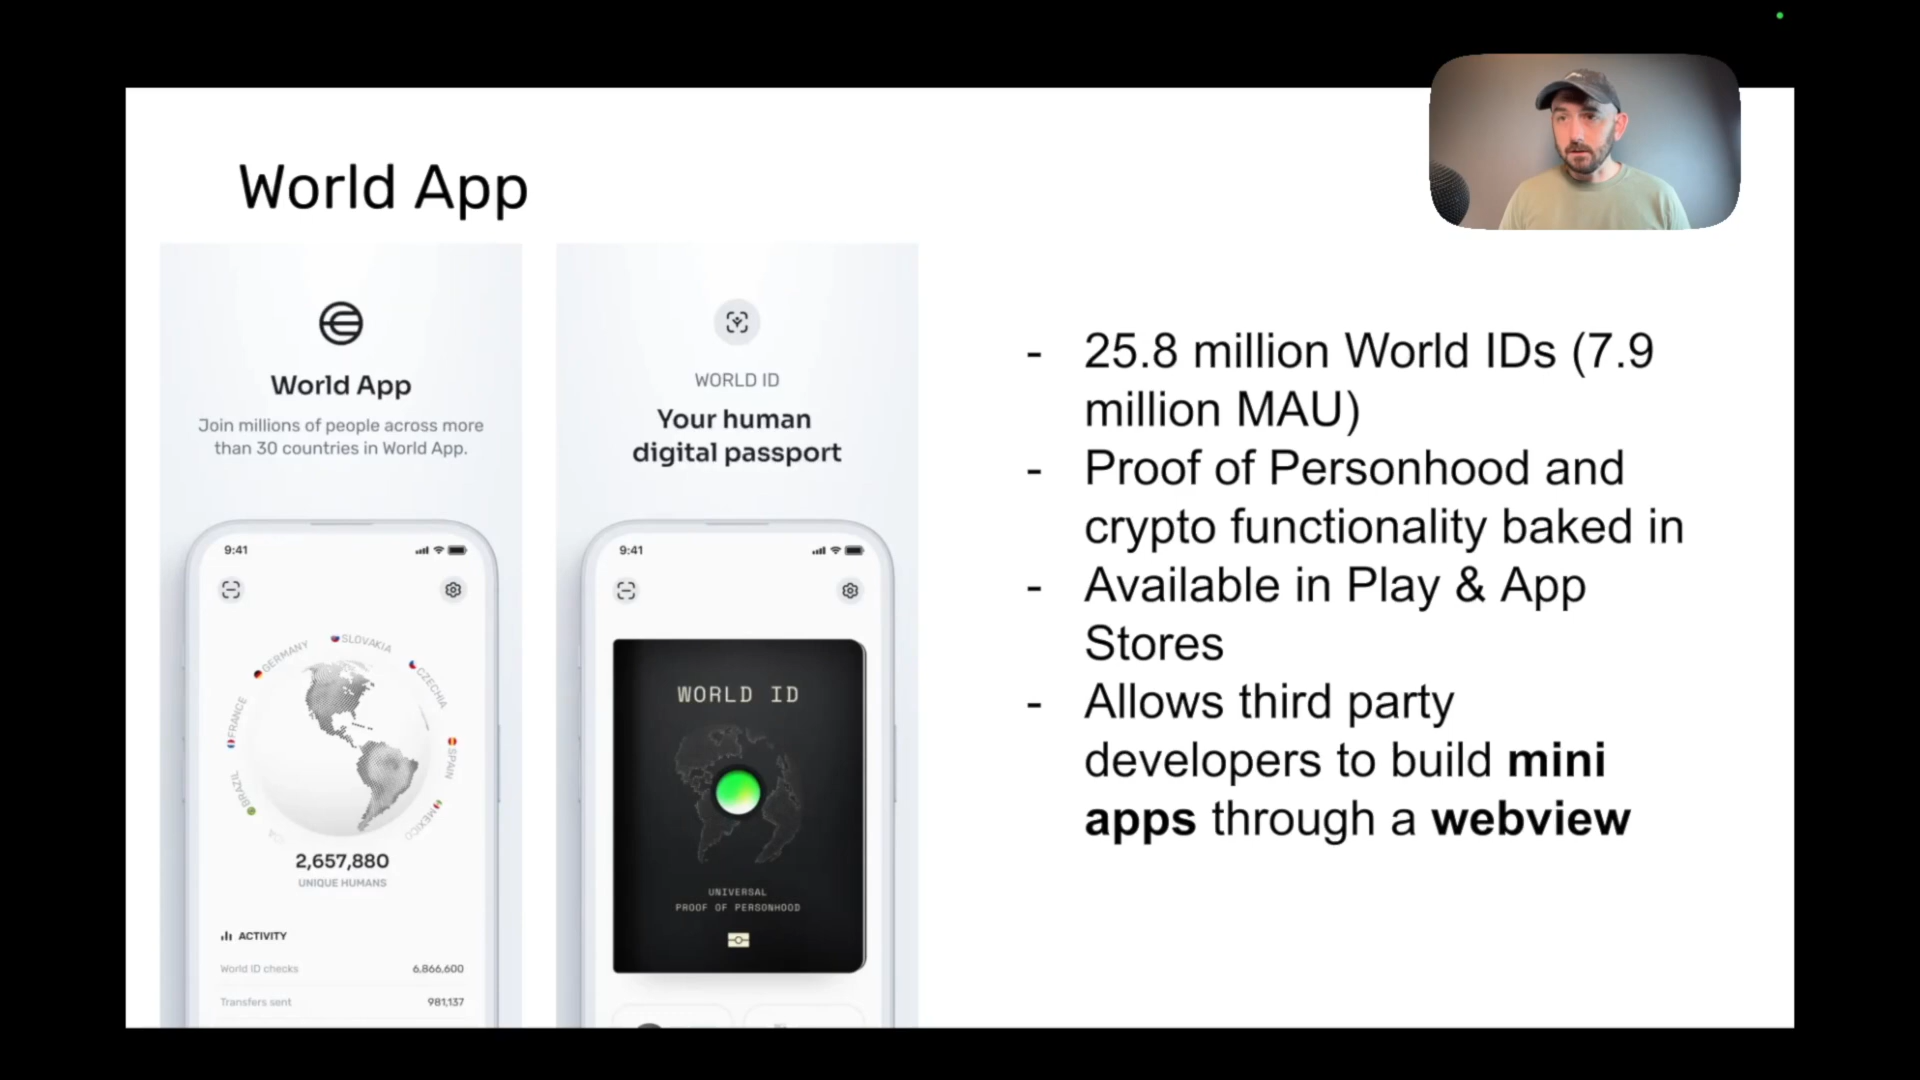 World App
World App
Join millions of people across more
than 30 countries in World App.
9:41
GERMANY
SLOVAKIA
CZECHIA
FRANCE
SPAIN
BRAZIL
MEXICO
2,657,880
UNIQUE HUMANS
ACTIVITY
World ID checks 6,866,600
Transfers sent 981,137
WORLD ID
Your human
digital passport
9:41
WORLD ID
UNIVERSAL
PROOF OF PERSONHOOD
- 25.8 million World IDs (7.9
million MAU)
- Proof of Personhood and
crypto functionality baked in
- Available in Play & App
Stores
- Allows third party
developers to build mini
apps through a webview